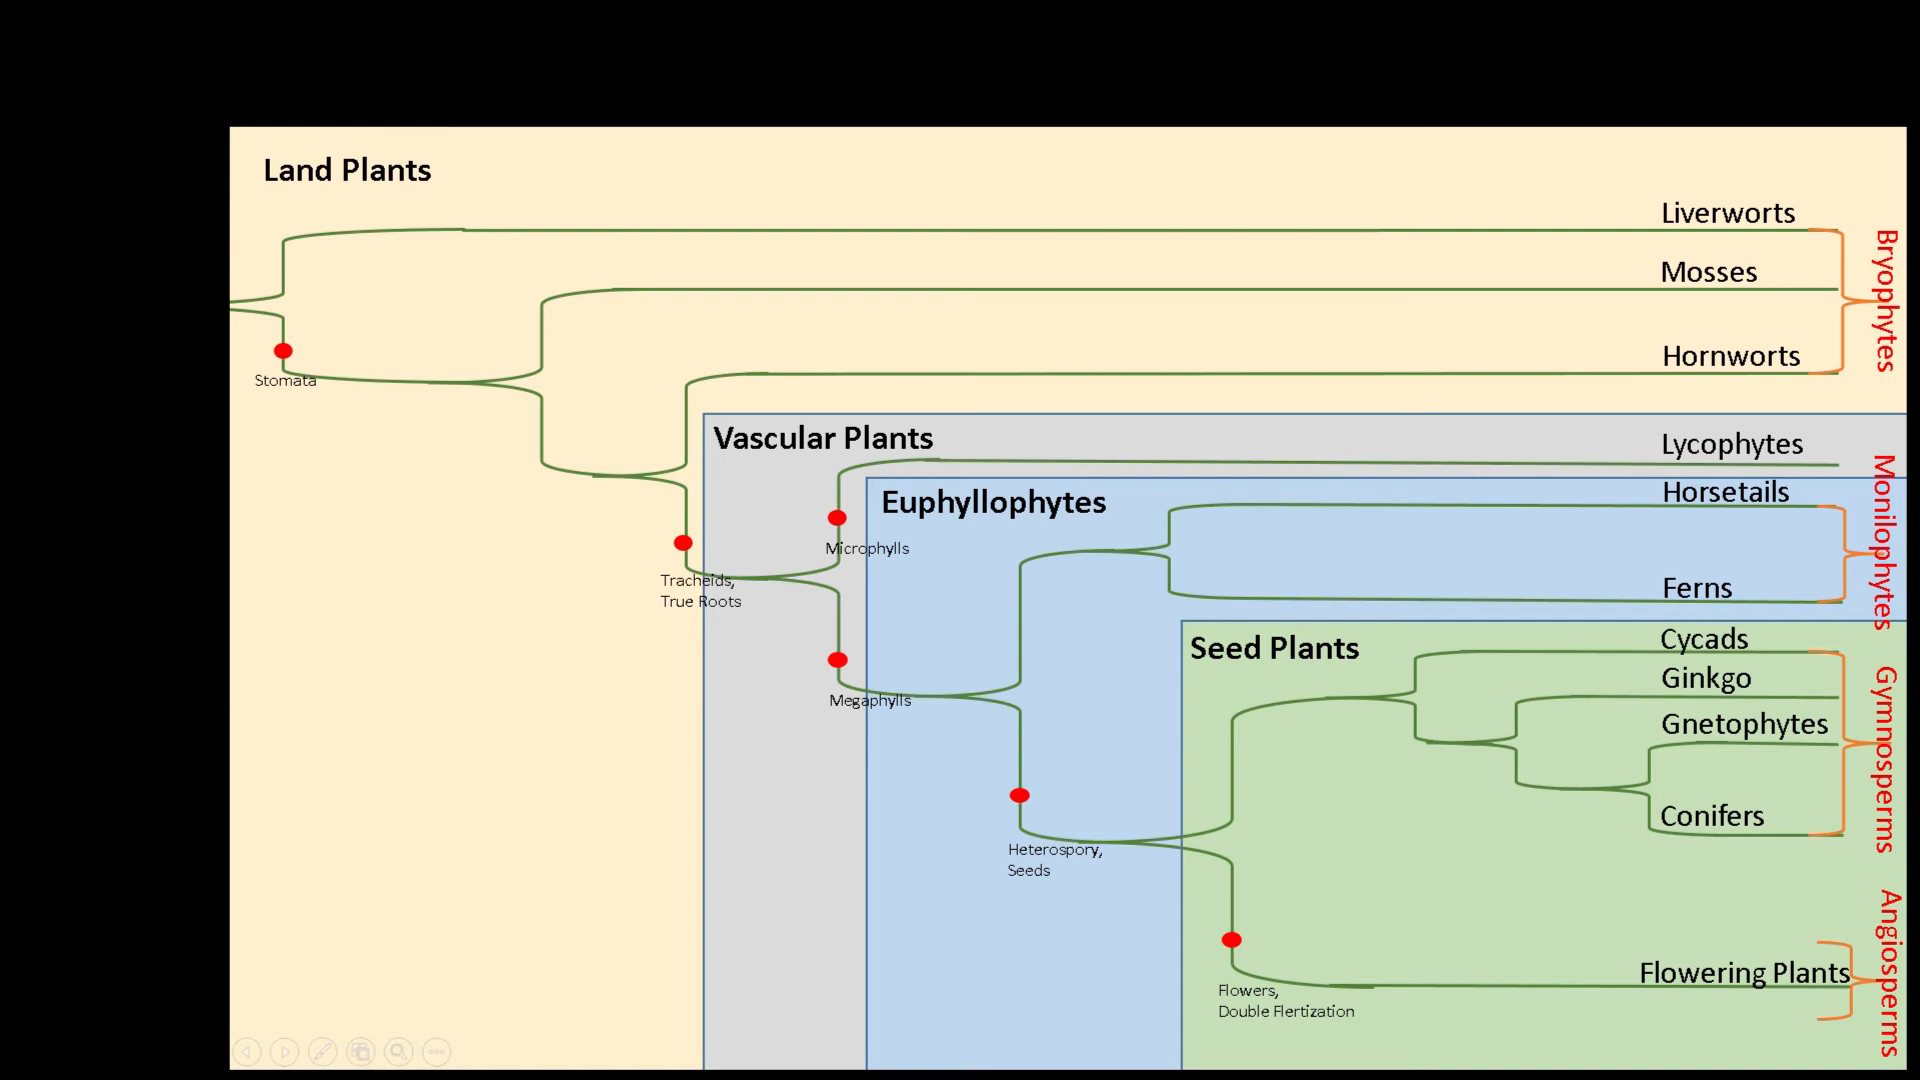 Land Plants
Liverworts
Mosses
Hornworts
Bryophytes
Stomata
Vascular Plants
Lycophytes
Euphyllophytes
Horsetails
Microphylls
Tracheids,
True Roots
Ferns
Monilophytes
Seed Plants
Cycads
Ginkgo
Megaphylls
Gnetophytes
Conifers
Gymnosperms
Heterospory,
Seeds
Flowering Plants
Flowers,
Double Flertization
Angiosperms